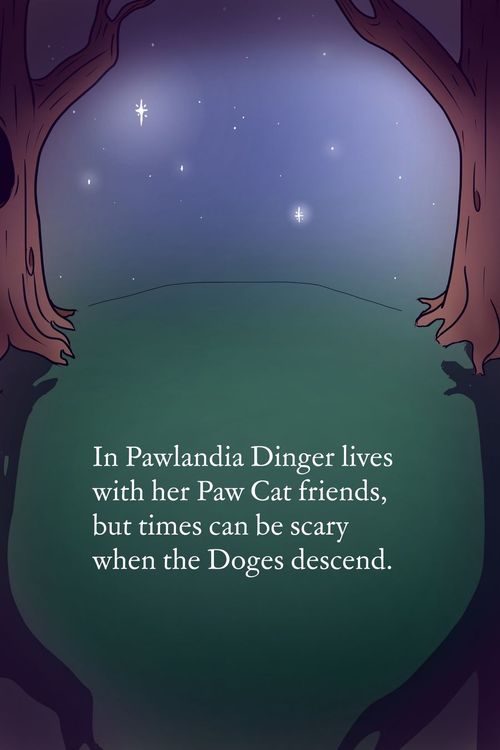 In Pawlandia Dinger lives
with her Paw Cat friends,
but times can be scary
when the Doges descend.